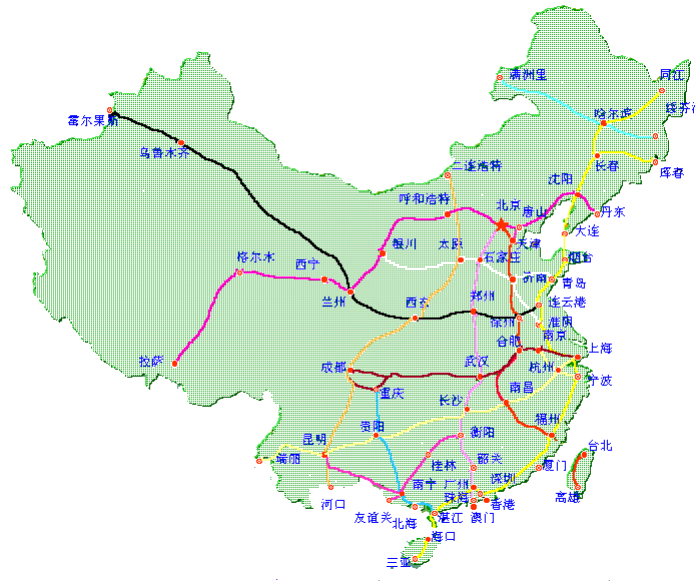 满洲里
同江
哈尔滨
霍尔果斯
乌鲁木齐
长春
珲春
二连浩特
沈阳
呼和浩特
北京
唐山
丹东
大连
银川
太原
石家庄
天津
烟台
格尔木
西宁
济南
青岛
兰州
郑州
连云港
西安
徐州
淮阴
南京
合肥
上海
拉萨
成都
武汉
杭州
宁波
重庆
南昌
长沙
福州
贵阳
衡阳
昆明
台北
瑞丽
桂林
韶关
厦门
南宁
广州
深圳
河口
珠海
香港
高雄
友谊关
北海
湛江
澳门
海口
三亚